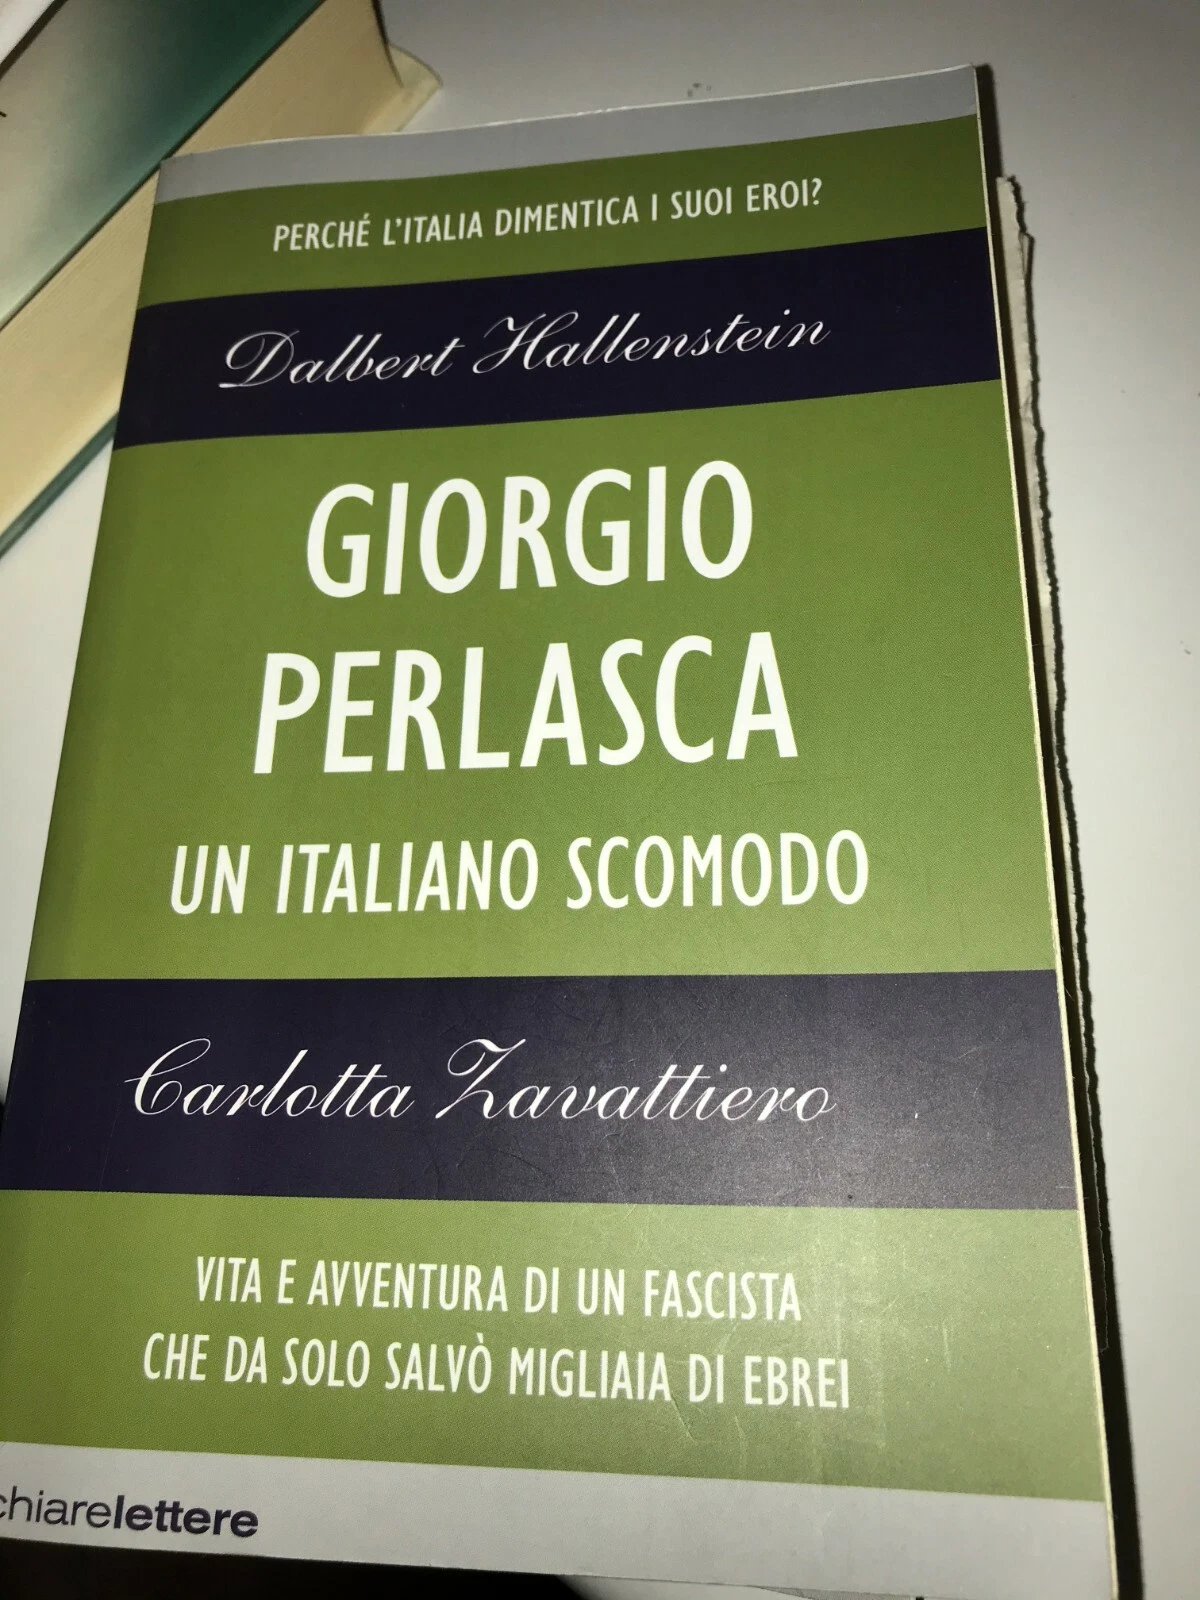 PERCHÉ L'ITALIA DIMENTICA I SUOI EROI?
Dalbert Hallenstein
GIORGIO
PERLASCA
UN ITALIANO SCOMODO
Carlotta Zavattiero
VITA E AVVENTURA DI UN FASCISTA
CHE DA SOLO SALVÒ MIGLIAIA DI EBREI
chiarelettere